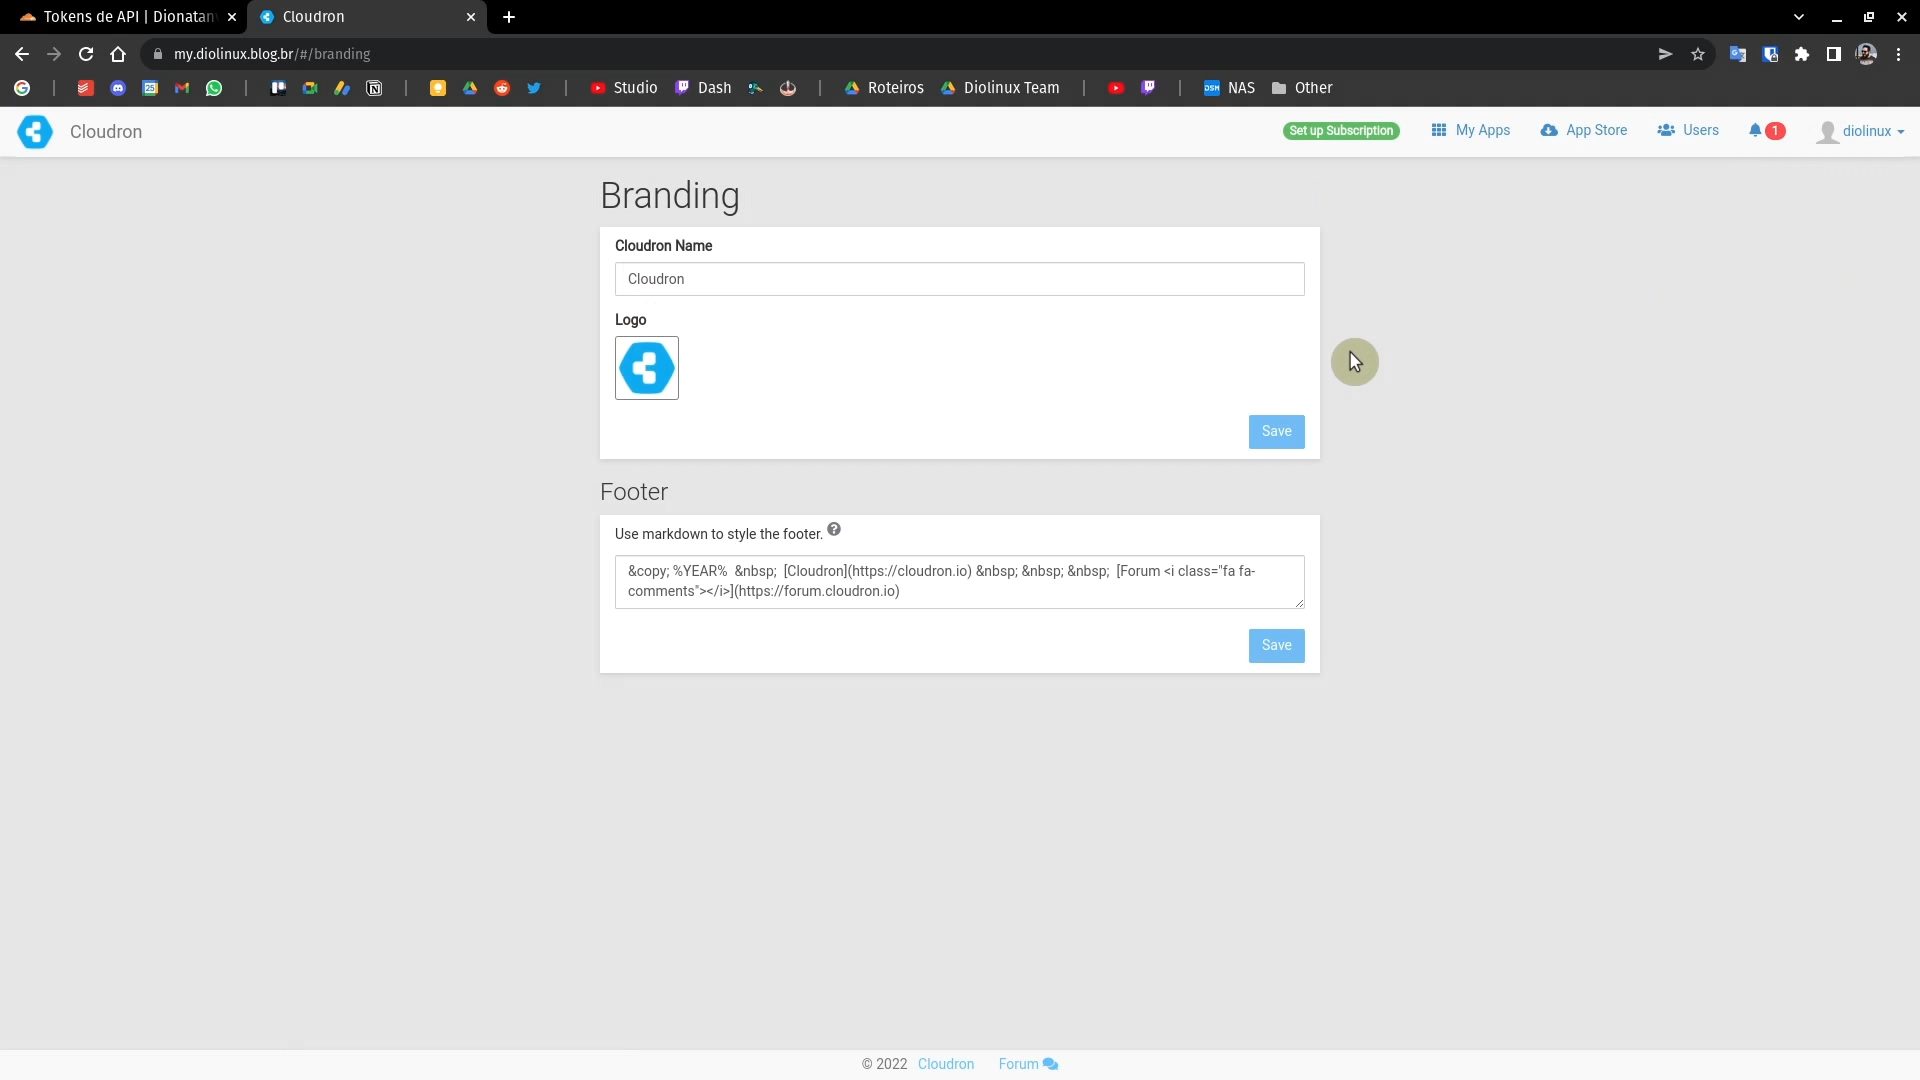 Tokens de API | Dionatan
Cloudron
my.diolinux.blog.br/#/branding
Studio
Dash
Roteiros
Diolinux Team
NAS
Other
Cloudron
Set up Subscription
My Apps
App Store
Users
1
diolinux
Branding
Cloudron Name
Cloudron
Logo
Save
Footer
Use markdown to style the footer.
&copy; %YEAR%  &nbsp;  [Cloudron](https://cloudron.io) &nbsp; &nbsp; &nbsp;  [Forum <i class="fa fa-
comments"></i>](https://forum.cloudron.io)
Save
© 2022 Cloudron Forum